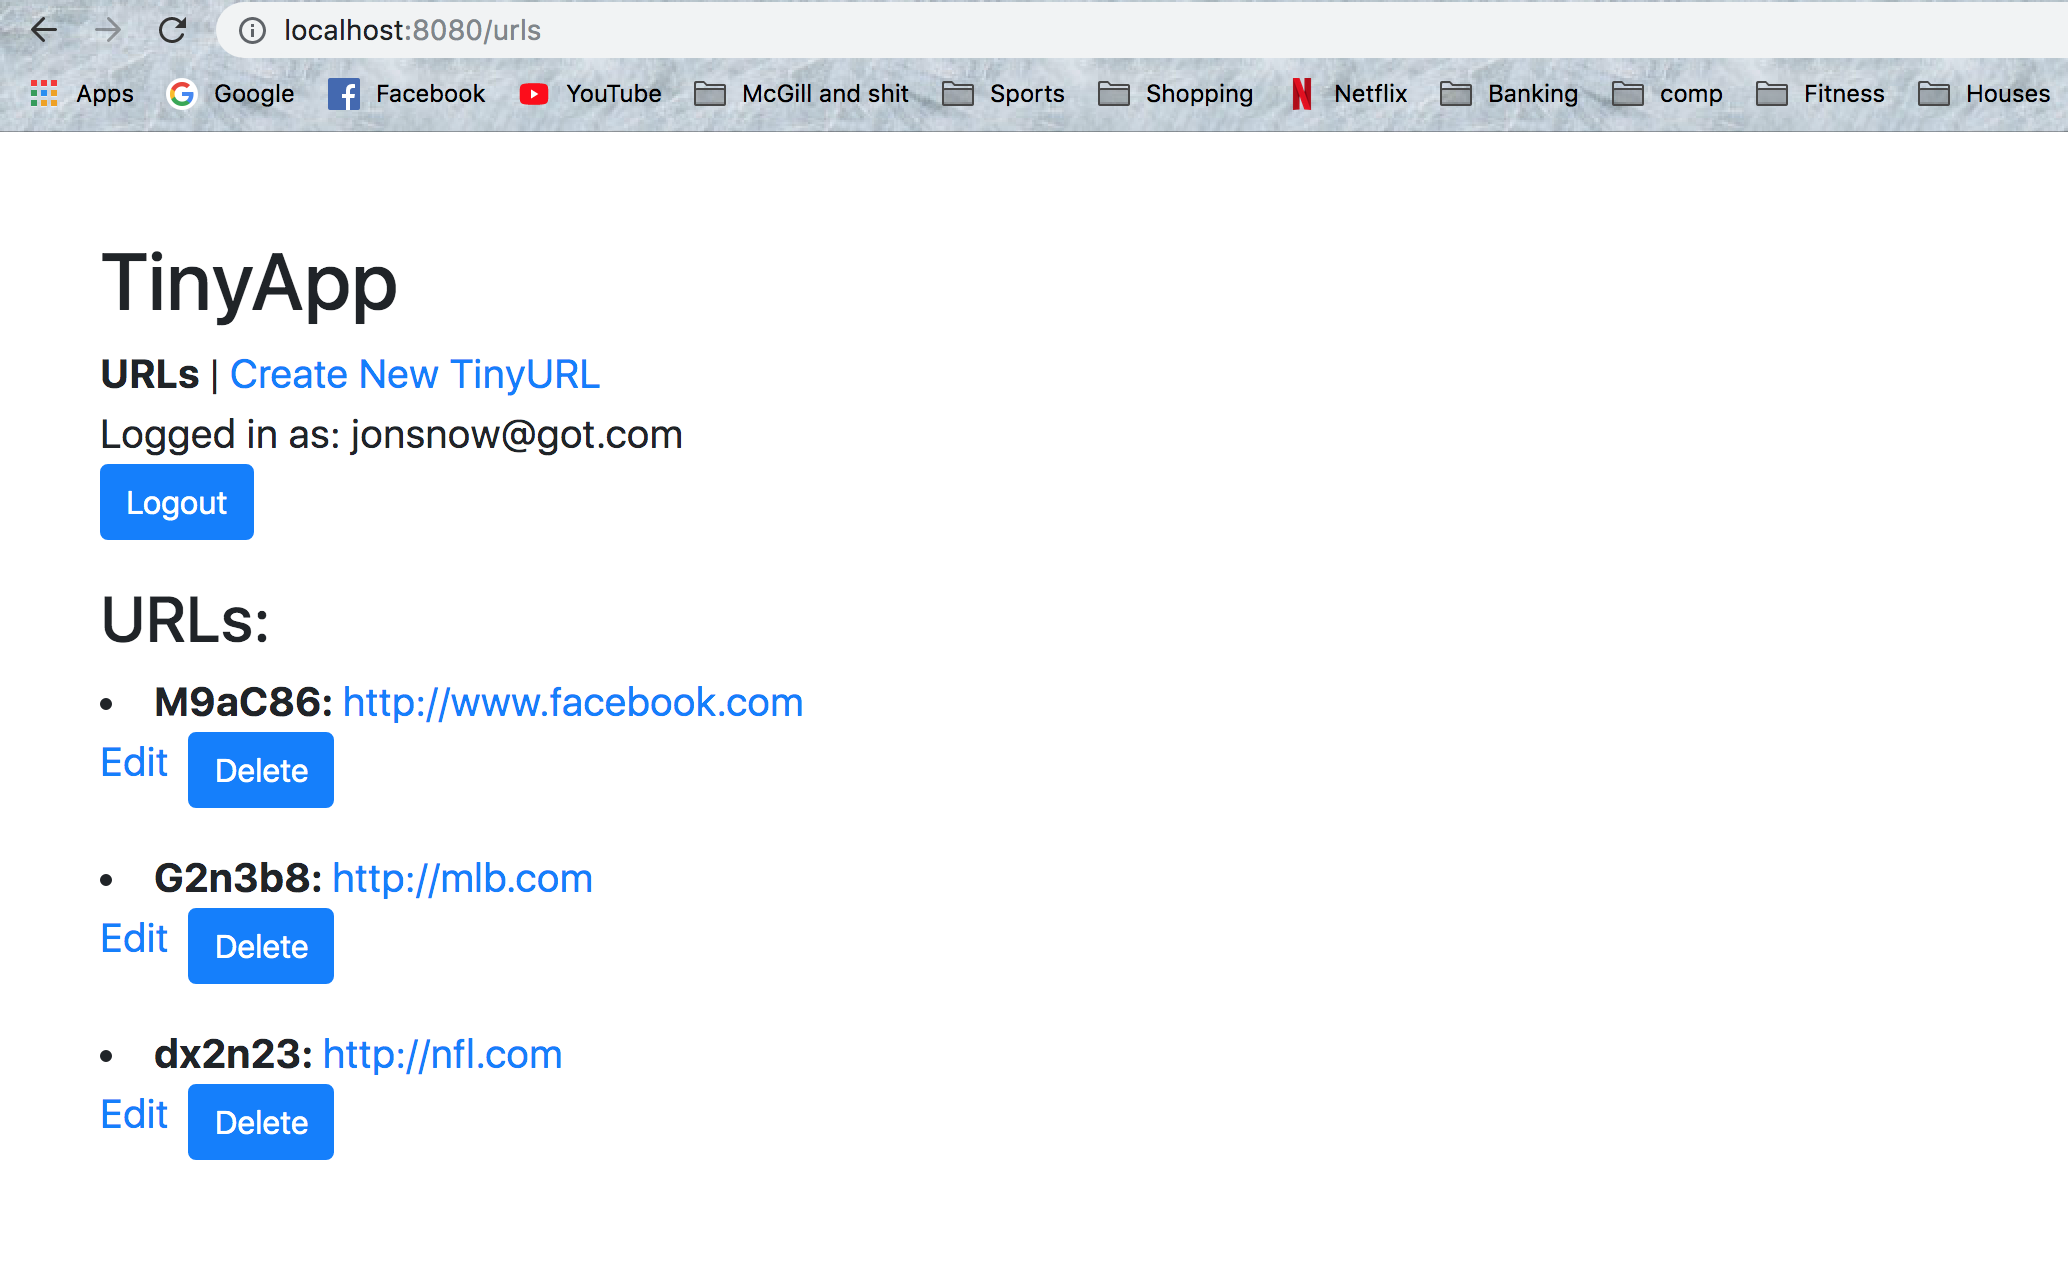 localhost:8080/urls
Apps Google Facebook YouTube McGill and shit Sports Shopping Netflix Banking comp Fitness Houses
TinyApp
URLs | Create New TinyURL
Logged in as: jonsnow@got.com
Logout
URLs:
• M9aC86: http://www.facebook.com
Edit Delete
• G2n3b8: http://mlb.com
Edit Delete
• dx2n23: http://nfl.com
Edit Delete